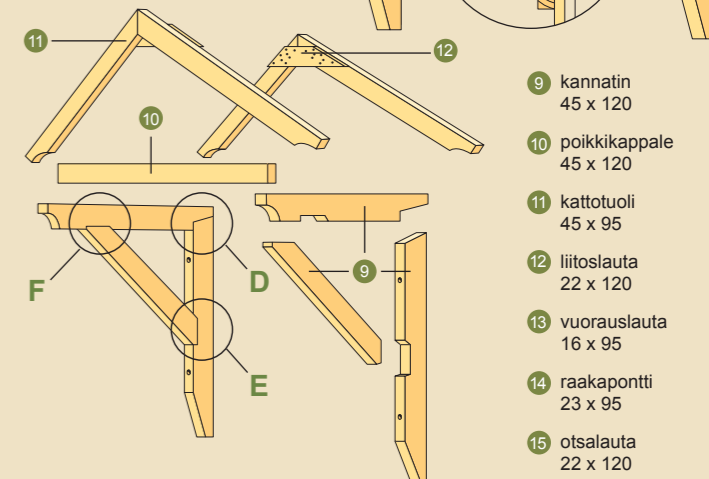 11
12
10
9
F
D
E
9 kannatin
45 x 120
10 poikkikappale
45 x 120
11 kattotuoli
45 x 95
12 liitoslauta
22 x 120
13 vuorauslauta
16 x 95
14 raakapontti
23 x 95
15 otsalauta
22 x 120